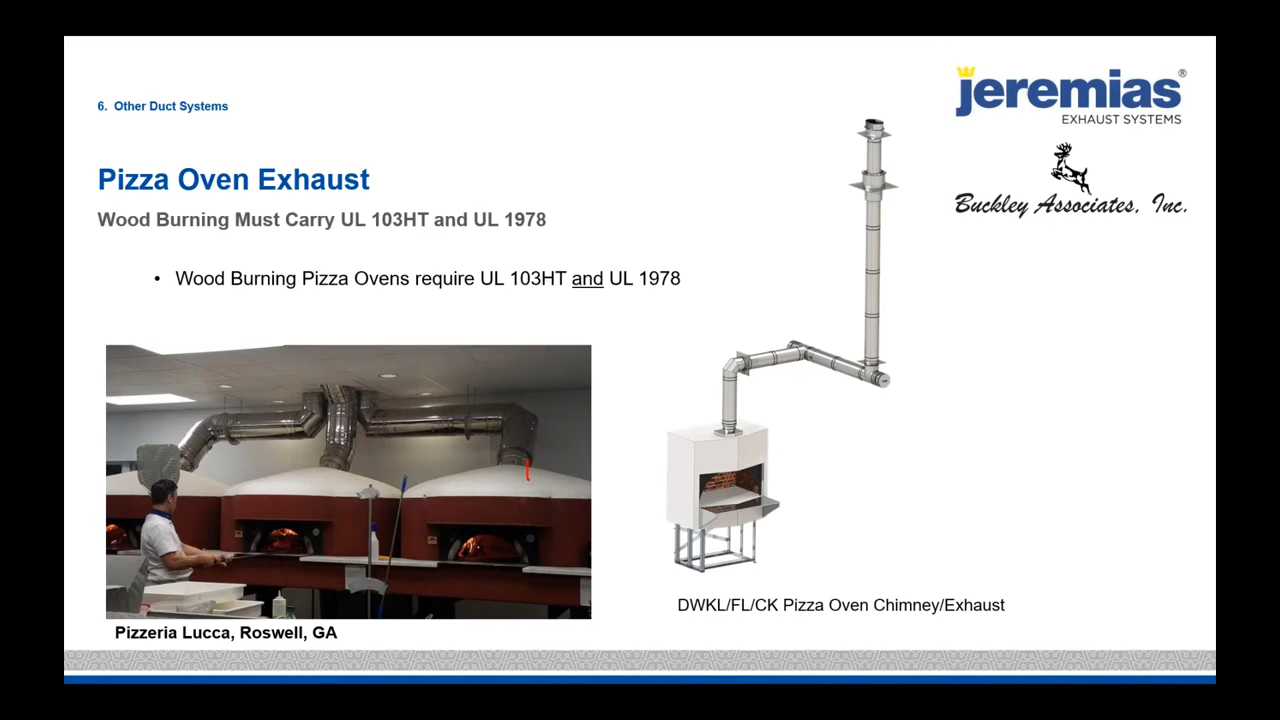 6. Other Duct Systems
jeremias®
EXHAUST SYSTEMS
Buckley Associates, Inc.
Pizza Oven Exhaust
Wood Burning Must Carry UL 103HT and UL 1978
• Wood Burning Pizza Ovens require UL 103HT and UL 1978
DWKL/FL/CK Pizza Oven Chimney/Exhaust
Pizzeria Lucca, Roswell, GA